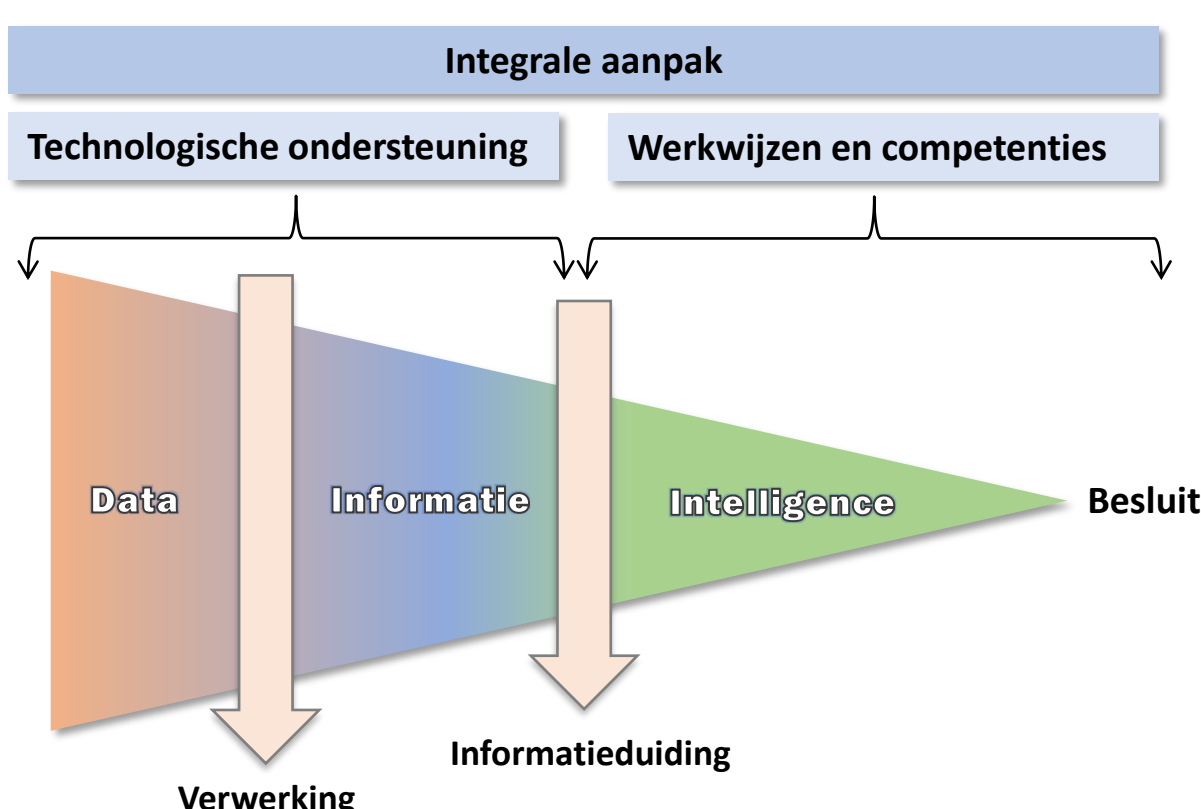 Integrale aanpak
Technologische ondersteuning
Werkwijzen en competenties
Data
Informatie
Intelligence
Besluit
Informatieduiding
Verwerking